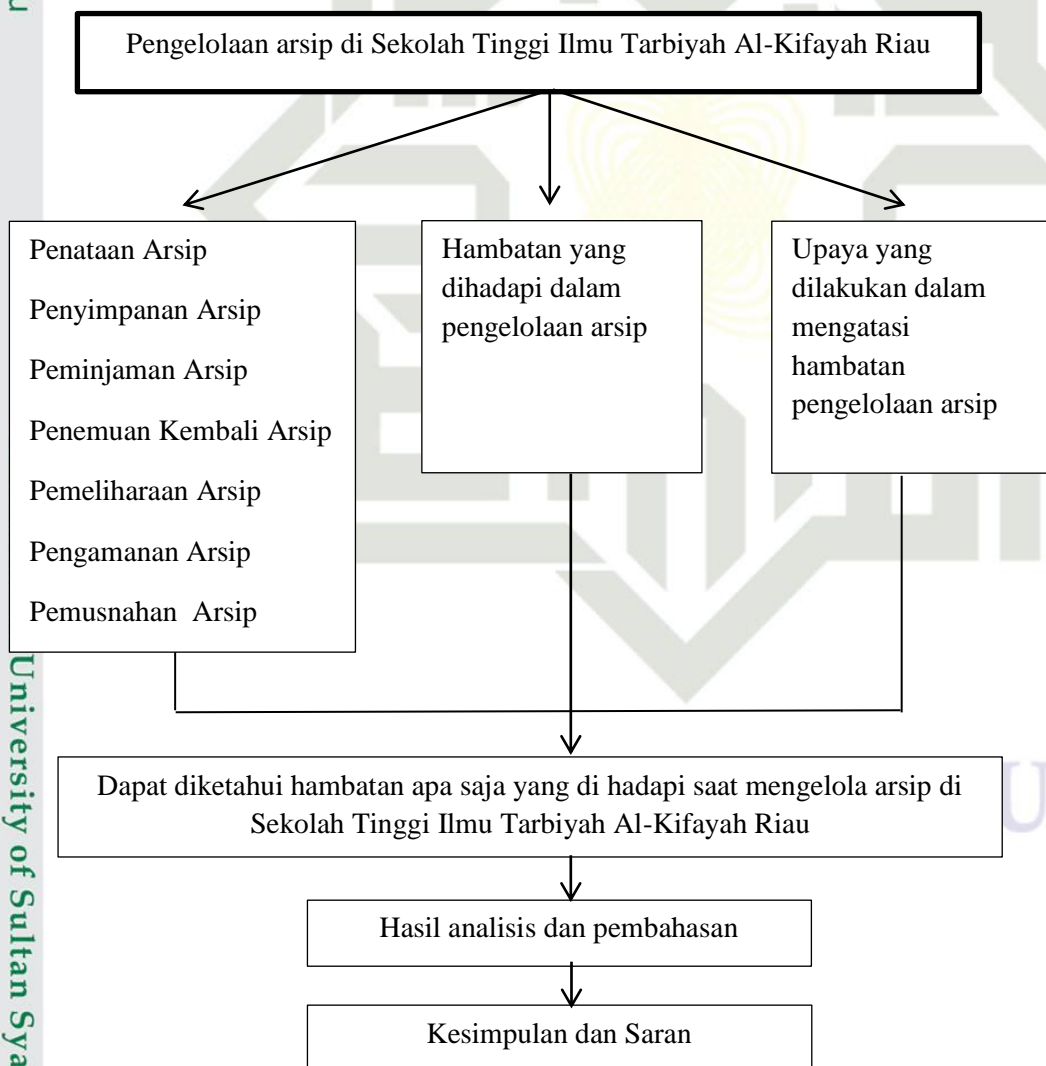 Pengelolaan arsip di Sekolah Tinggi Ilmu Tarbiyah Al-Kifayah Riau
Penataan Arsip
Penyimpanan Arsip
Peminjaman Arsip
Penemuan Kembali Arsip
Pemeliharaan Arsip
Pengamanan Arsip
Pemusnahan Arsip
Hambatan yang
dihadapi dalam
pengelolaan arsip
Upaya yang
dilakukan dalam
mengatasi
hambatan
pengelolaan arsip
Dapat diketahui hambatan apa saja yang di hadapi saat mengelola arsip di
Sekolah Tinggi Ilmu Tarbiyah Al-Kifayah Riau
Hasil analisis dan pembahasan
Kesimpulan dan Saran
University of Sultan Sya
U